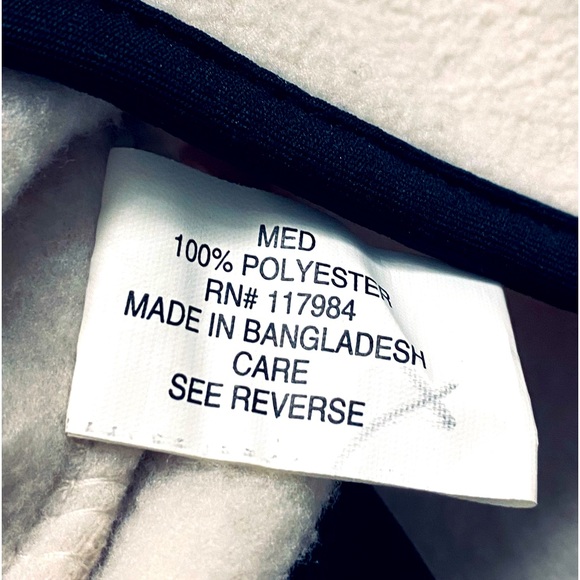 MED
100% POLYESTER
RN# 117984
MADE IN BANGLADESH
CARE
SEE REVERSE